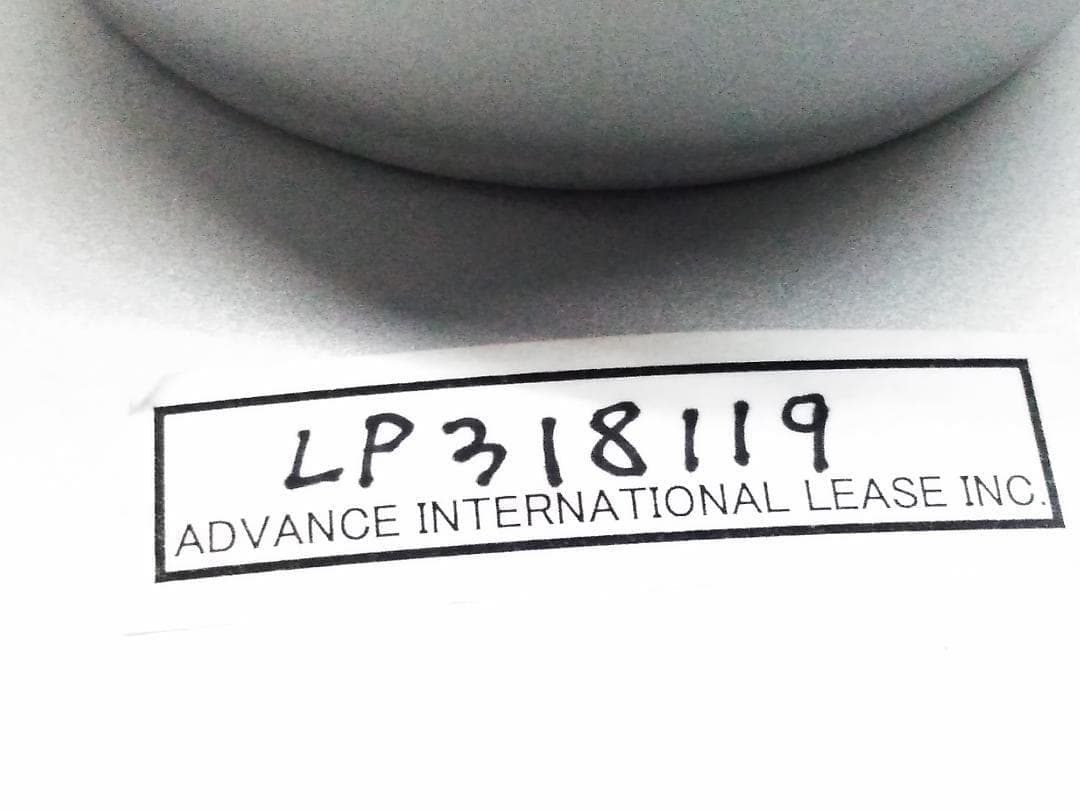 LP318119
ADVANCE INTERNATIONAL LEASE INC.